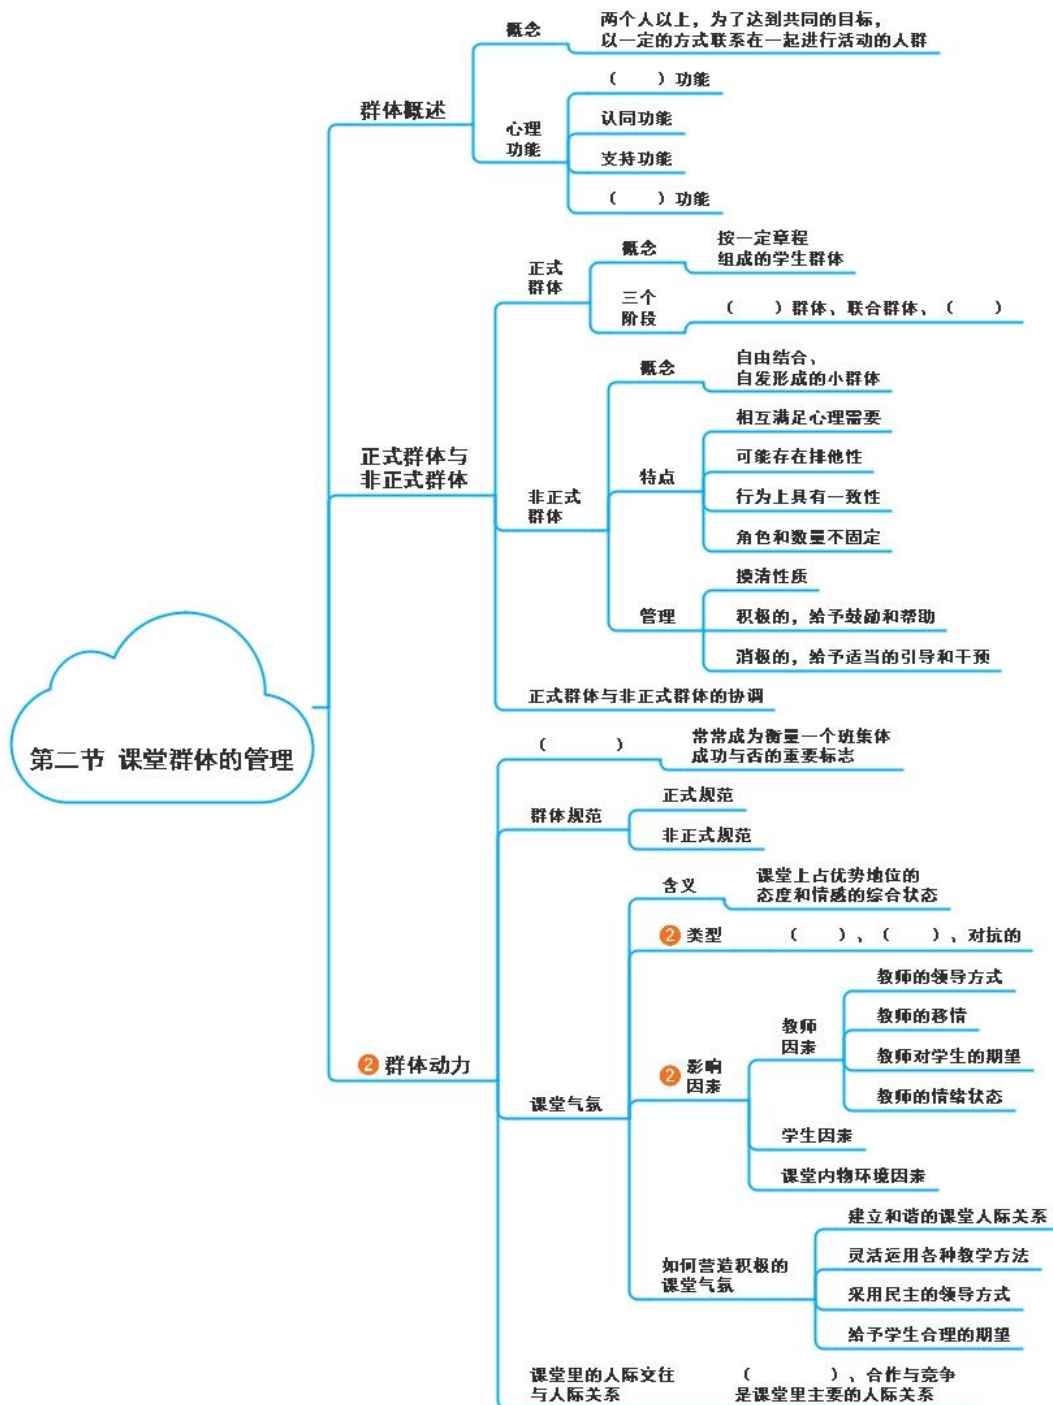 第二节 课堂群体的管理
群体概述
概念
两个人以上，为了达到共同的目标，
以一定的方式联系在一起进行活动的人群
心理
功能
（ ）功能
认同功能
支持功能
（ ）功能
正式群体与
非正式群体
正式
群体
概念
按一定章程
组成的学生群体
三个
阶段
（ ）群体、联合群体、（ ）
非正式
群体
概念
自由结合、
自发形成的小群体
特点
相互满足心理需要
可能存在排他性
行为上具有一致性
角色和数量不固定
管理
摸清性质
积极的，给予鼓励和帮助
消极的，给予适当的引导和干预
正式群体与非正式群体的协调
2 群体动力
（ ）
常常成为衡量一个班集体
成功与否的重要标志
群体规范
正式规范
非正式规范
课堂气氛
含义
课堂上占优势地位的
态度和情感的综合状态
2 类型
（ ）、（ ）、对抗的
2 影响
因素
教师
因素
教师的领导方式
教师的移情
教师对学生的期望
教师的情绪状态
学生因素
课堂内物环境因素
如何营造积极的
课堂气氛
建立和谐的课堂人际关系
灵活运用各种教学方法
采用民主的领导方式
给予学生合理的期望
课堂里的人际交往
与人际关系
（ ）、合作与竞争
是课堂里主要的人际关系